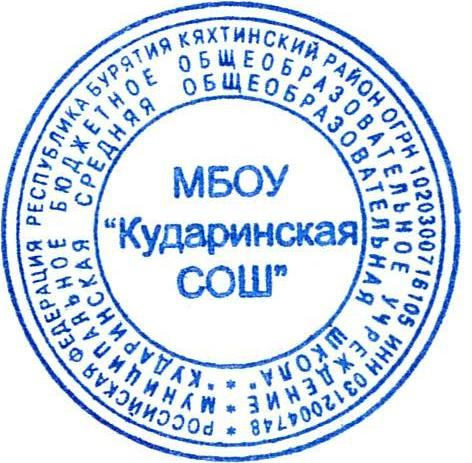 * РОССИЙСКАЯ ФЕДЕРАЦИЯ РЕСПУБЛИКА БУРЯТИЯ КЯХТИНСКИЙ РАЙОН ОГРН 1020300716105 ИНН 0312004748
* МУНИЦИПАЛЬНОЕ БЮДЖЕТНОЕ ОБЩЕОБРАЗОВАТЕЛЬНОЕ УЧРЕЖДЕНИЕ
* "КУДАРИНСКАЯ СРЕДНЯЯ ОБЩЕОБРАЗОВАТЕЛЬНАЯ ШКОЛА"
МБОУ
"Кударинская
СОШ"